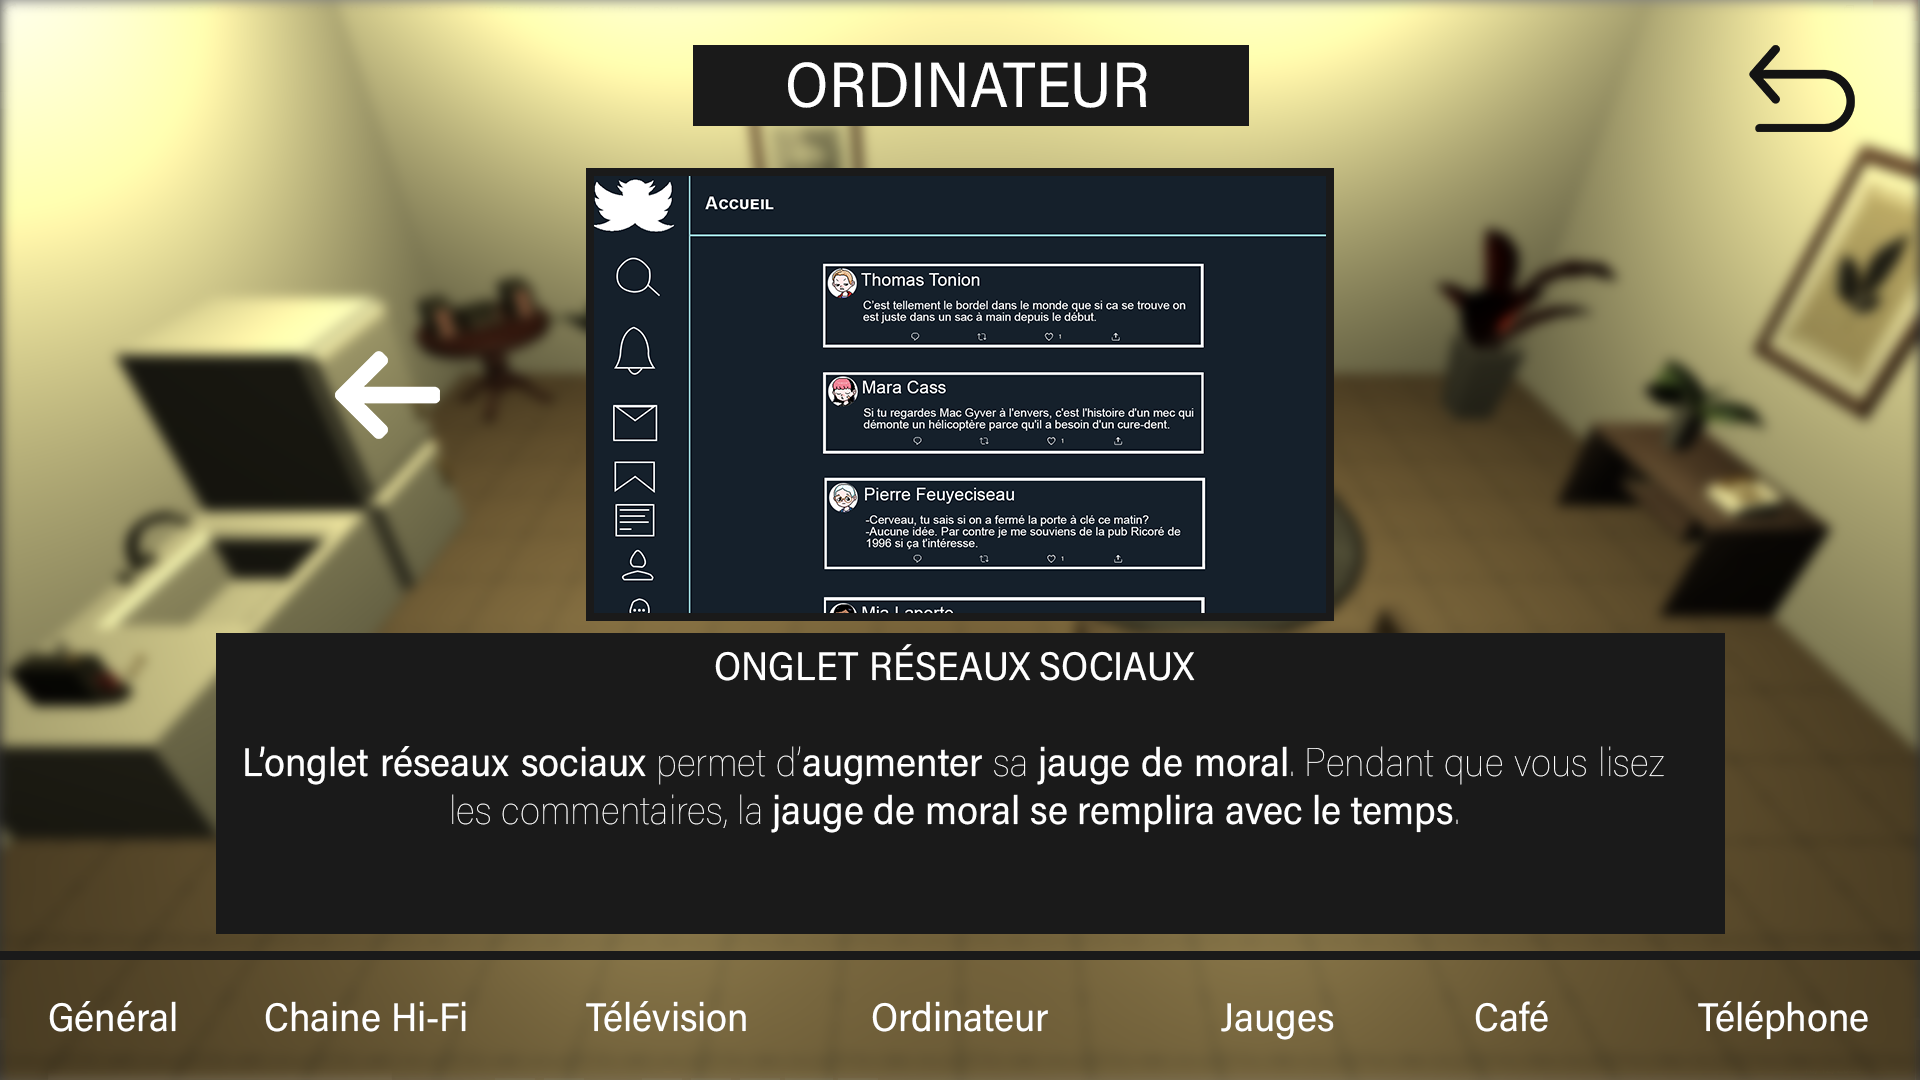 ORDINATEUR
ACCUEIL
Thomas Tonion
C'est tellement le bordel dans le monde que si ca se trouve on
est juste dans un sac à main depuis le début.
1
Mara Cass
Si tu regardes Mac Gyver à l'envers, c'est l'histoire d'un mec qui
démonte un hélicoptère parce qu'il a besoin d'un cure-dent.
1
Pierre Feuyeciseau
-Cerveau, tu sais si on a fermé la porte à clé ce matin?
-Aucune idée. Par contre je me souviens de la pub Ricoré de
1996 si ça t'intéresse.
1
Mia Laporte
ONGLET RÉSEAUX SOCIAUX
L'onglet réseaux sociaux permet d'augmenter sa jauge de moral. Pendant que vous lisez
les commentaires, la jauge de moral se remplira avec le temps.
Général Chaine Hi-Fi Télévision Ordinateur Jauges Café Téléphone